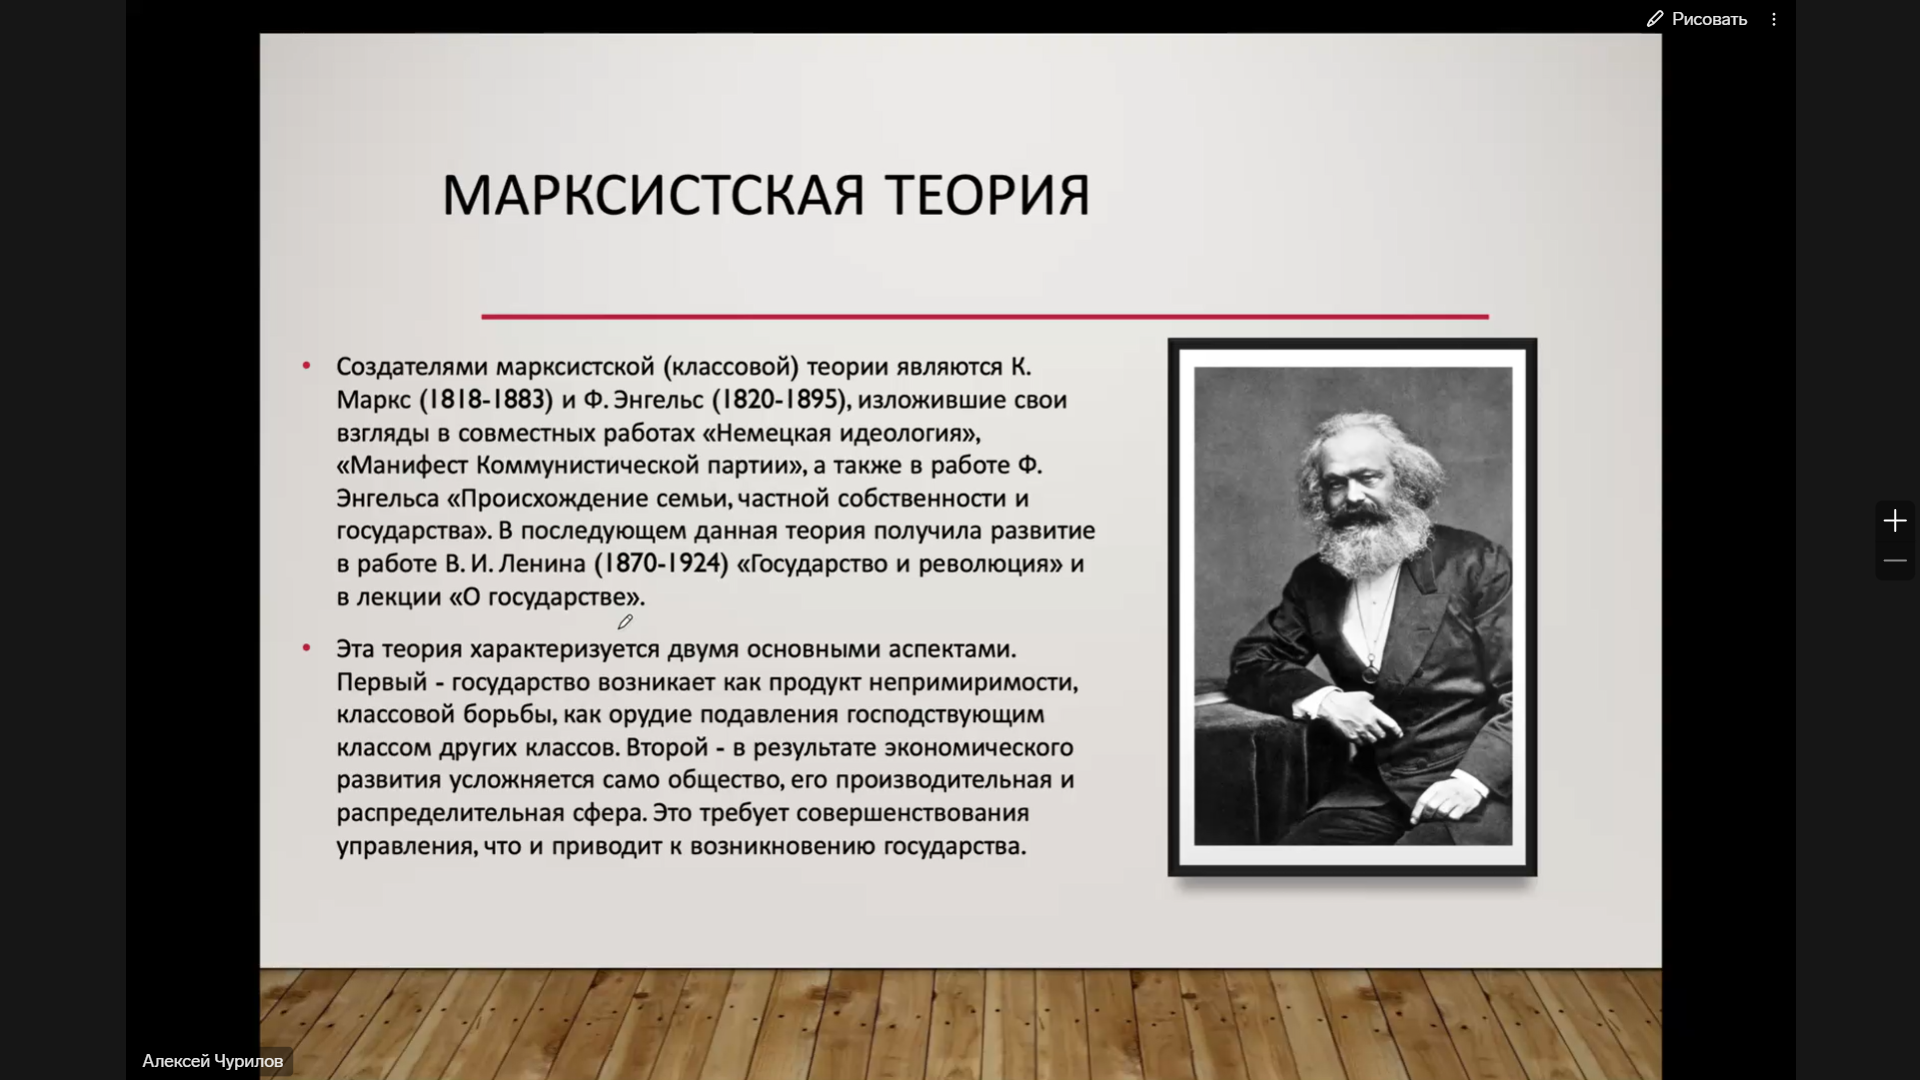 Рисовать
МАРКСИСТСКАЯ ТЕОРИЯ
• Создателями марксистской (классовой) теории являются К.
Маркс (1818-1883) и Ф. Энгельс (1820-1895), изложившие свои
взгляды в совместных работах «Немецкая идеология»,
«Манифест Коммунистической партии», а также в работе Ф.
Энгельса «Происхождение семьи, частной собственности и
государства». В последующем данная теория получила развитие
в работе В. И. Ленина (1870-1924) «Государство и революция» и
в лекции «О государстве».
• Эта теория характеризуется двумя основными аспектами.
Первый - государство возникает как продукт непримиримости,
классовой борьбы, как орудие подавления господствующим
классом других классов. Второй - в результате экономического
развития усложняется само общество, его производительная и
распределительная сфера. Это требует совершенствования
управления, что и приводит к возникновению государства.
Алексей Чурилов